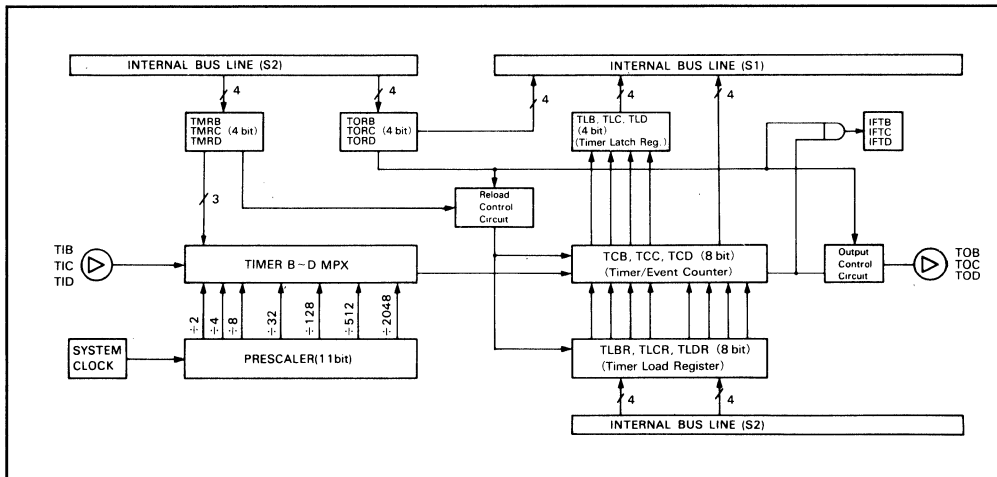 INTERNAL BUS LINE (S2)
INTERNAL BUS LINE (S1)
4
4
4
4
4
TMRB
TMRC (4 bit)
TMRD
TORB
TORC (4 bit)
TORD
TLB, TLC, TLD
(4 bit)
(Timer Latch Reg.)
IFTB
IFTC
IFTD
3
Reload
Control
Circuit
TIB
TIC
TID
TIMER B~D MPX
TCB, TCC, TCD (8 bit)
(Timer/Event Counter)
Output
Control
Circuit
TOB
TOC
TOD
÷2
÷4
÷8
÷32
÷128
÷512
÷2048
SYSTEM
CLOCK
PRESCALER(11bit)
TLBR, TLCR, TLDR (8 bit)
(Timer Load Register)
4
4
INTERNAL BUS LINE (S2)